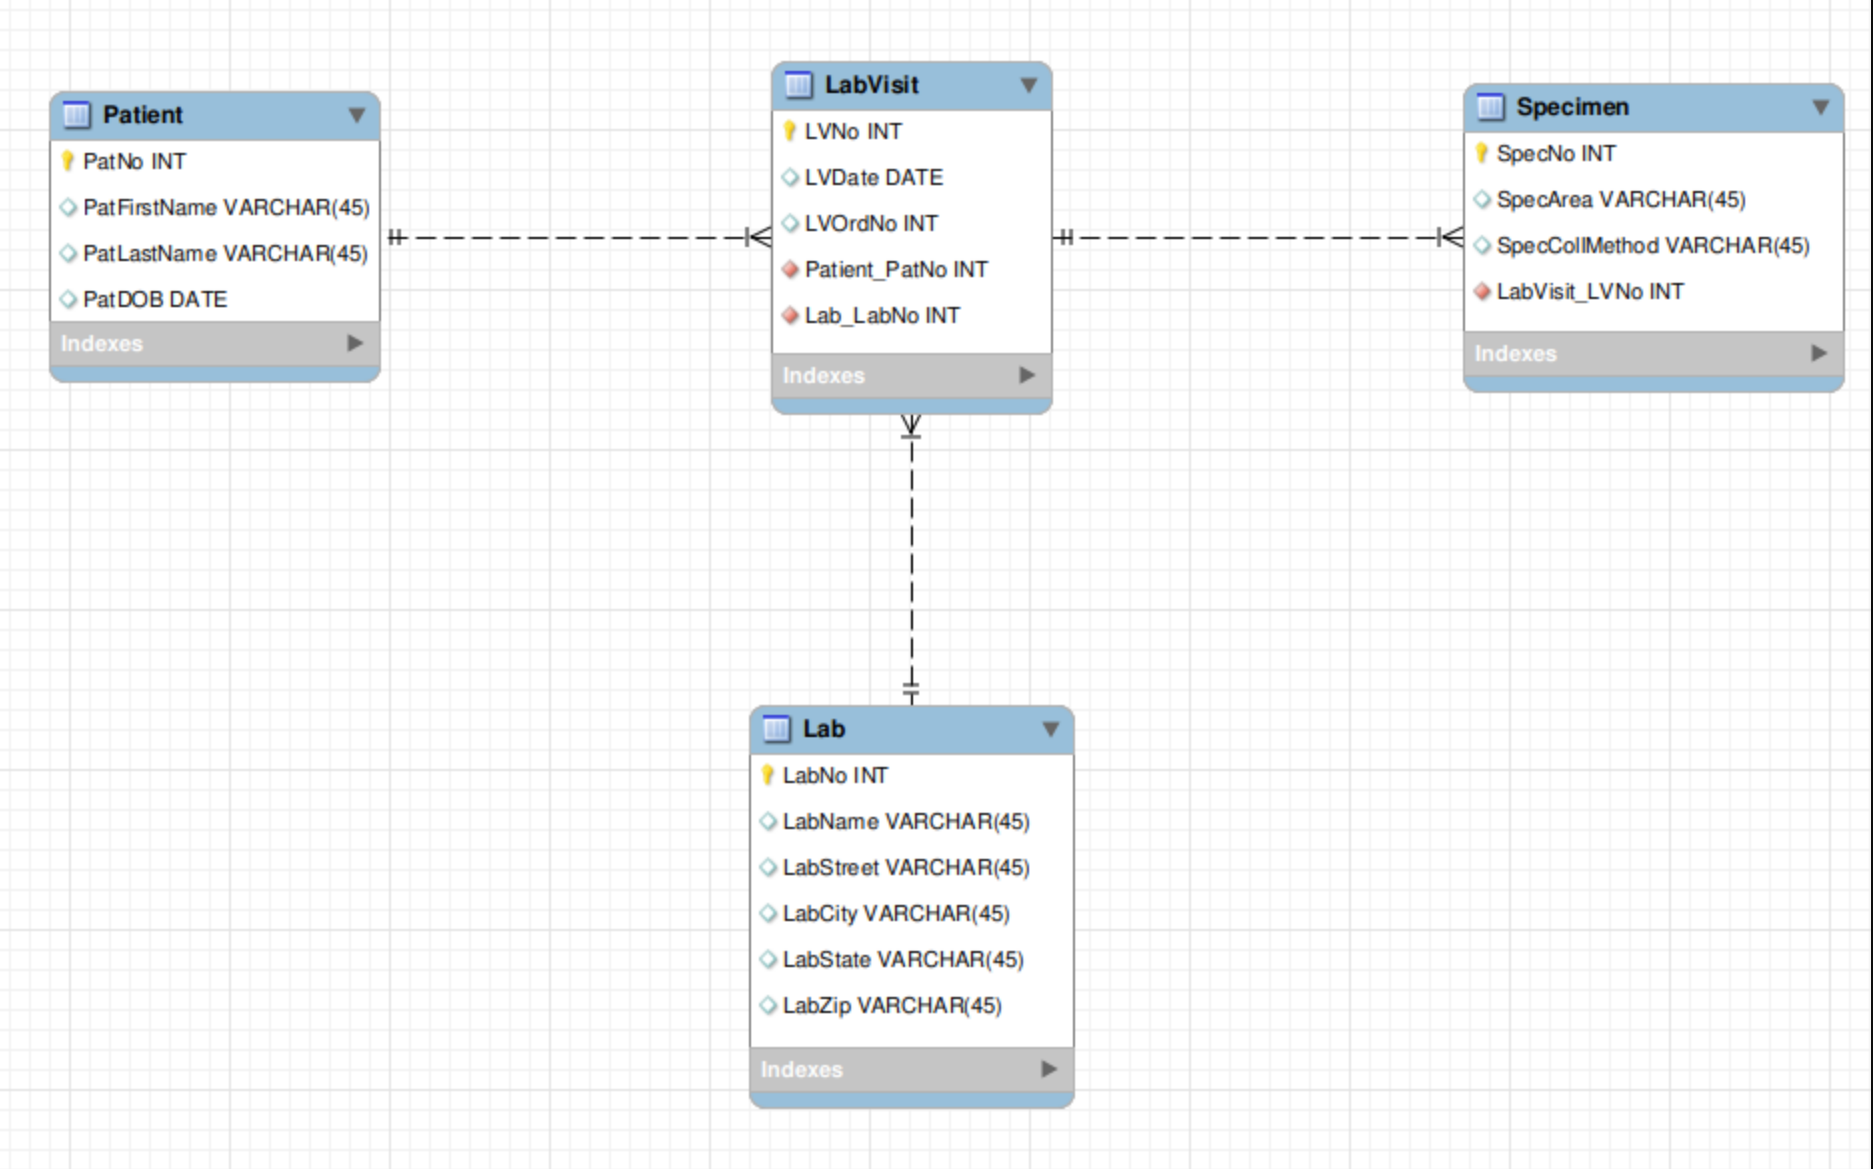 Patient
PatNo INT
PatFirstName VARCHAR(45)
PatLastName VARCHAR(45)
PatDOB DATE
Indexes
LabVisit
LVNo INT
LVDate DATE
LVOrdNo INT
Patient_PatNo INT
Lab_LabNo INT
Indexes
Specimen
SpecNo INT
SpecArea VARCHAR(45)
SpecCollMethod VARCHAR(45)
LabVisit_LVNo INT
Indexes
Lab
LabNo INT
LabName VARCHAR(45)
LabStreet VARCHAR(45)
LabCity VARCHAR(45)
LabState VARCHAR(45)
LabZip VARCHAR(45)
Indexes